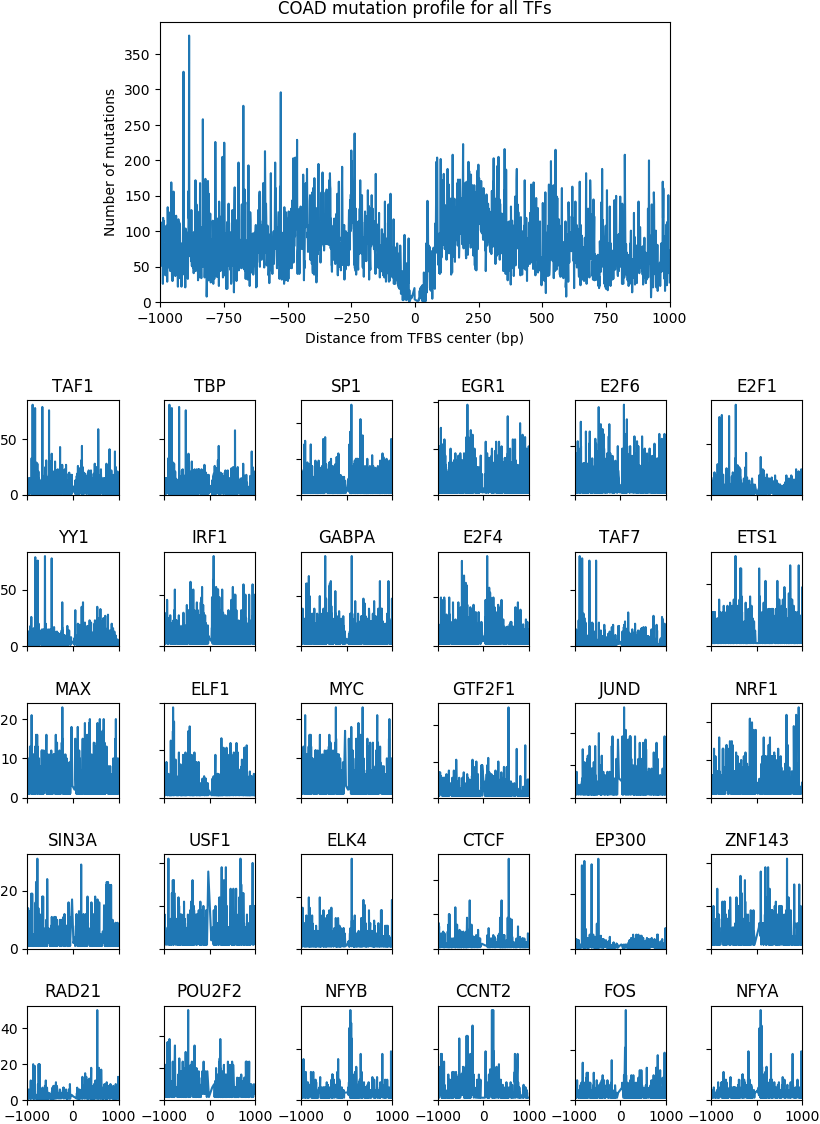 COAD mutation profile for all TFs
350
300
250
200
150
100
50
0
Number of mutations
−1000 −750 −500 −250 0 250 500 750 1000
Distance from TFBS center (bp)
TAF1 TBP SP1 EGR1 E2F6 E2F1
50
0
YY1 IRF1 GABPA E2F4 TAF7 ETS1
50
0
MAX ELF1 MYC GTF2F1 JUND NRF1
20
10
0
SIN3A USF1 ELK4 CTCF EP300 ZNF143
20
0
RAD21 POU2F2 NFYB CCNT2 FOS NFYA
40
20
0
−1000 0 1000 −1000 0 1000 −1000 0 1000 −1000 0 1000 −1000 0 1000 −1000 0 1000